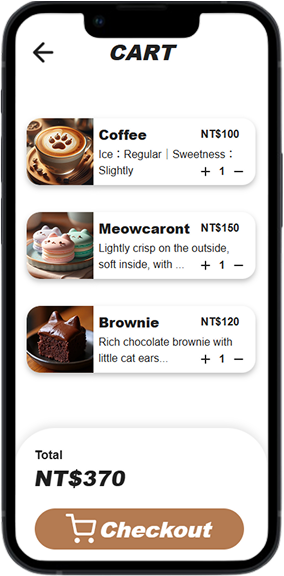 CART
Coffee NT$100
Ice：Regular｜Sweetness：
Slightly + 1 −
Meowcaront NT$150
Lightly crisp on the outside,
soft inside, with ... + 1 −
Brownie NT$120
Rich chocolate brownie with
little cat ears... + 1 −
Total
NT$370
Checkout